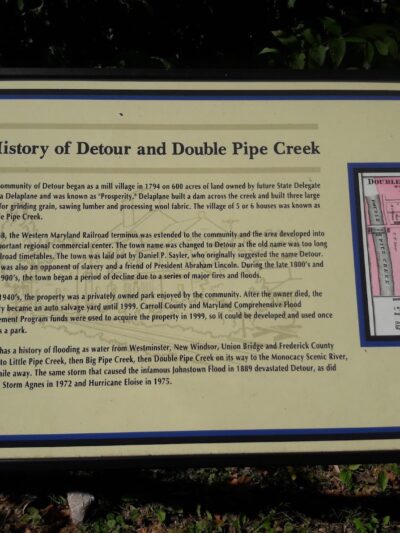 History of Detour and Double Pipe Creek
ommunity of Detour began as a mill village in 1794 on 600 acres of land owned by future State Delegate
a Delaplane and was known as "Prosperity." Delaplane built a dam across the creek and built three large
for grinding grain, sawing lumber and processing wool fabric. The village of 5 or 6 houses was known as
le Pipe Creek.
8, the Western Maryland Railroad terminus was extended to the community and the area developed into
portant regional commercial center. The town name was changed to Detour as the old name was too long
lroad timetables. The town was laid out by Daniel P. Sayler, who originally suggested the name Detour.
was also an opponent of slavery and a friend of President Abraham Lincoln. During the late 1800's and
900's, the town began a period of decline due to a series of major fires and floods.
1940's, the property was a privately owned park enjoyed by the community. After the owner died, the
ty became an auto salvage yard until 1999. Carroll County and Maryland Comprehensive Flood
ement Program funds were used to acquire the property in 1999, so it could be developed and used once
s a park.
has a history of flooding as water from Westminster, New Windsor, Union Bridge and Frederick County
to Little Pipe Creek, then Big Pipe Creek, then Double Pipe Creek on its way to the Monocacy Scenic River,
ile away. The same storm that caused the infamous Johnstown Flood in 1889 devastated Detour, as did
Storm Agnes in 1972 and Hurricane Eloise in 1975.
DOUBLE
PIPE CREEK